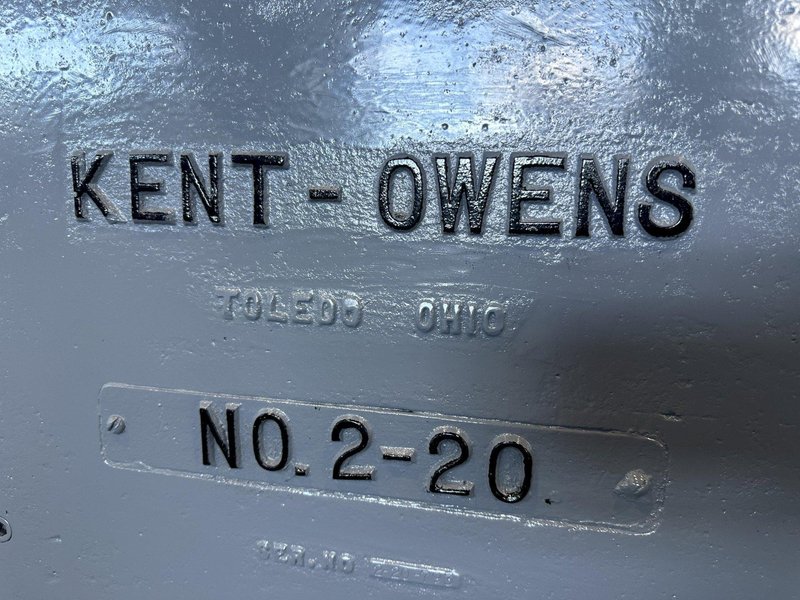 KENT-OWENS
TOLEDO OHIO
NO. 2-20
SER. NO